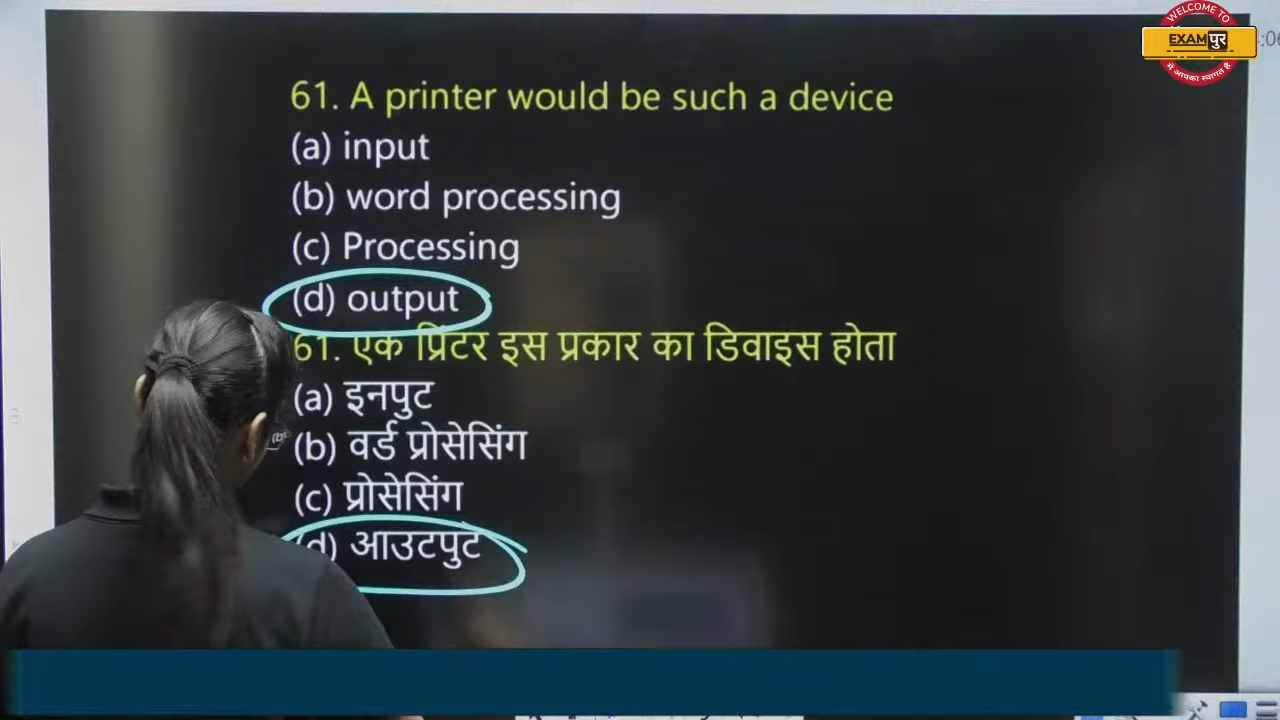 WELCOME TO
EXAMपुर
में आपका स्वागत है
61. A printer would be such a device
(a) input
(b) word processing
(c) Processing
(d) output
61. एक प्रिंटर इस प्रकार का डिवाइस होता
(a) इनपुट
(b) वर्ड प्रोसेसिंग
(c) प्रोसेसिंग
(d) आउटपुट